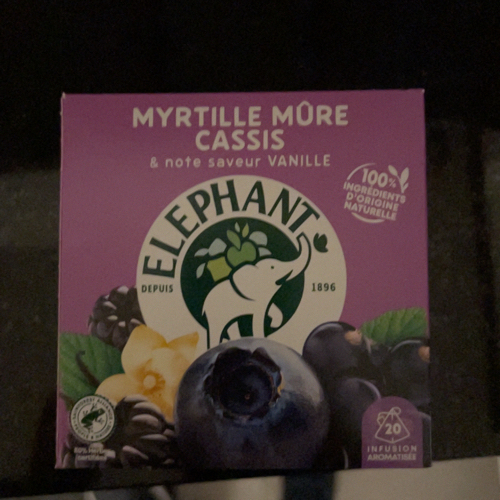 MYRTILLE MÛRE
CASSIS
& note saveur VANILLE
100%
INGRÉDIENTS
D'ORIGINE
NATURELLE
ELEPHANT
DEPUIS 1896
20
INFUSION
AROMATISÉE